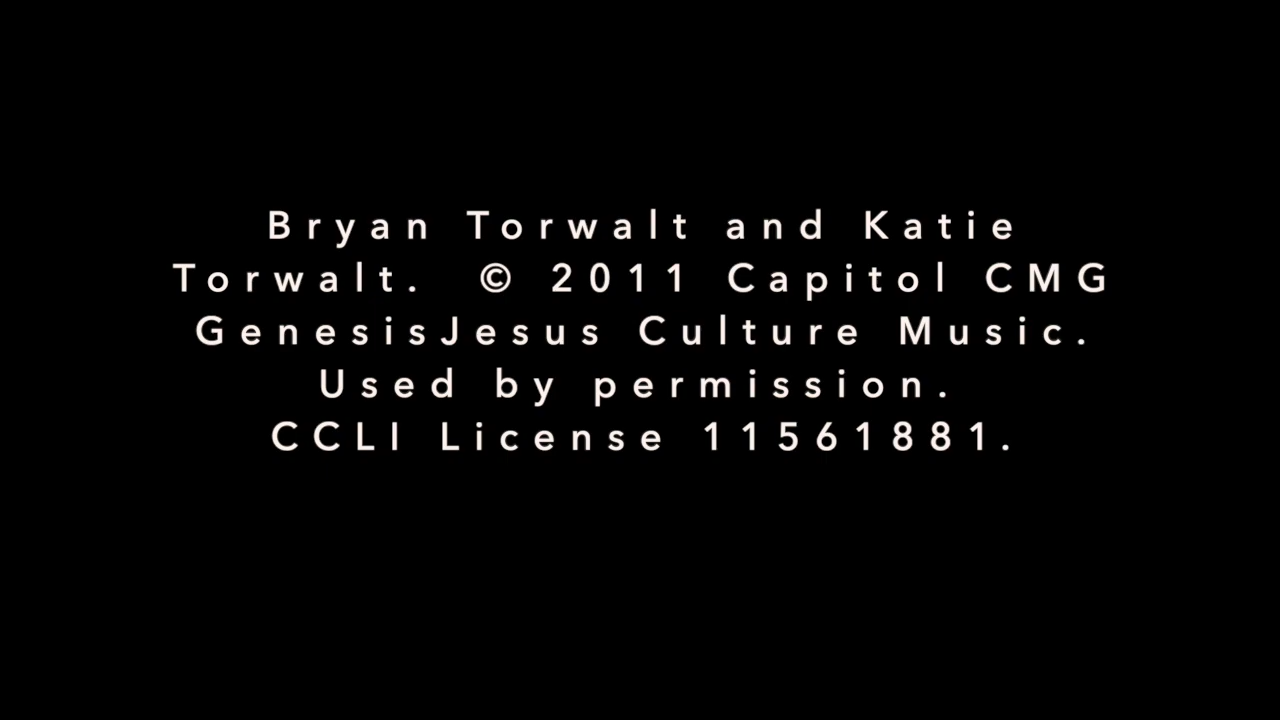 Bryan Torwalt and Katie
Torwalt.  © 2011 Capitol CMG
GenesisJesus Culture Music.
Used by permission.
CCLI License 11561881.